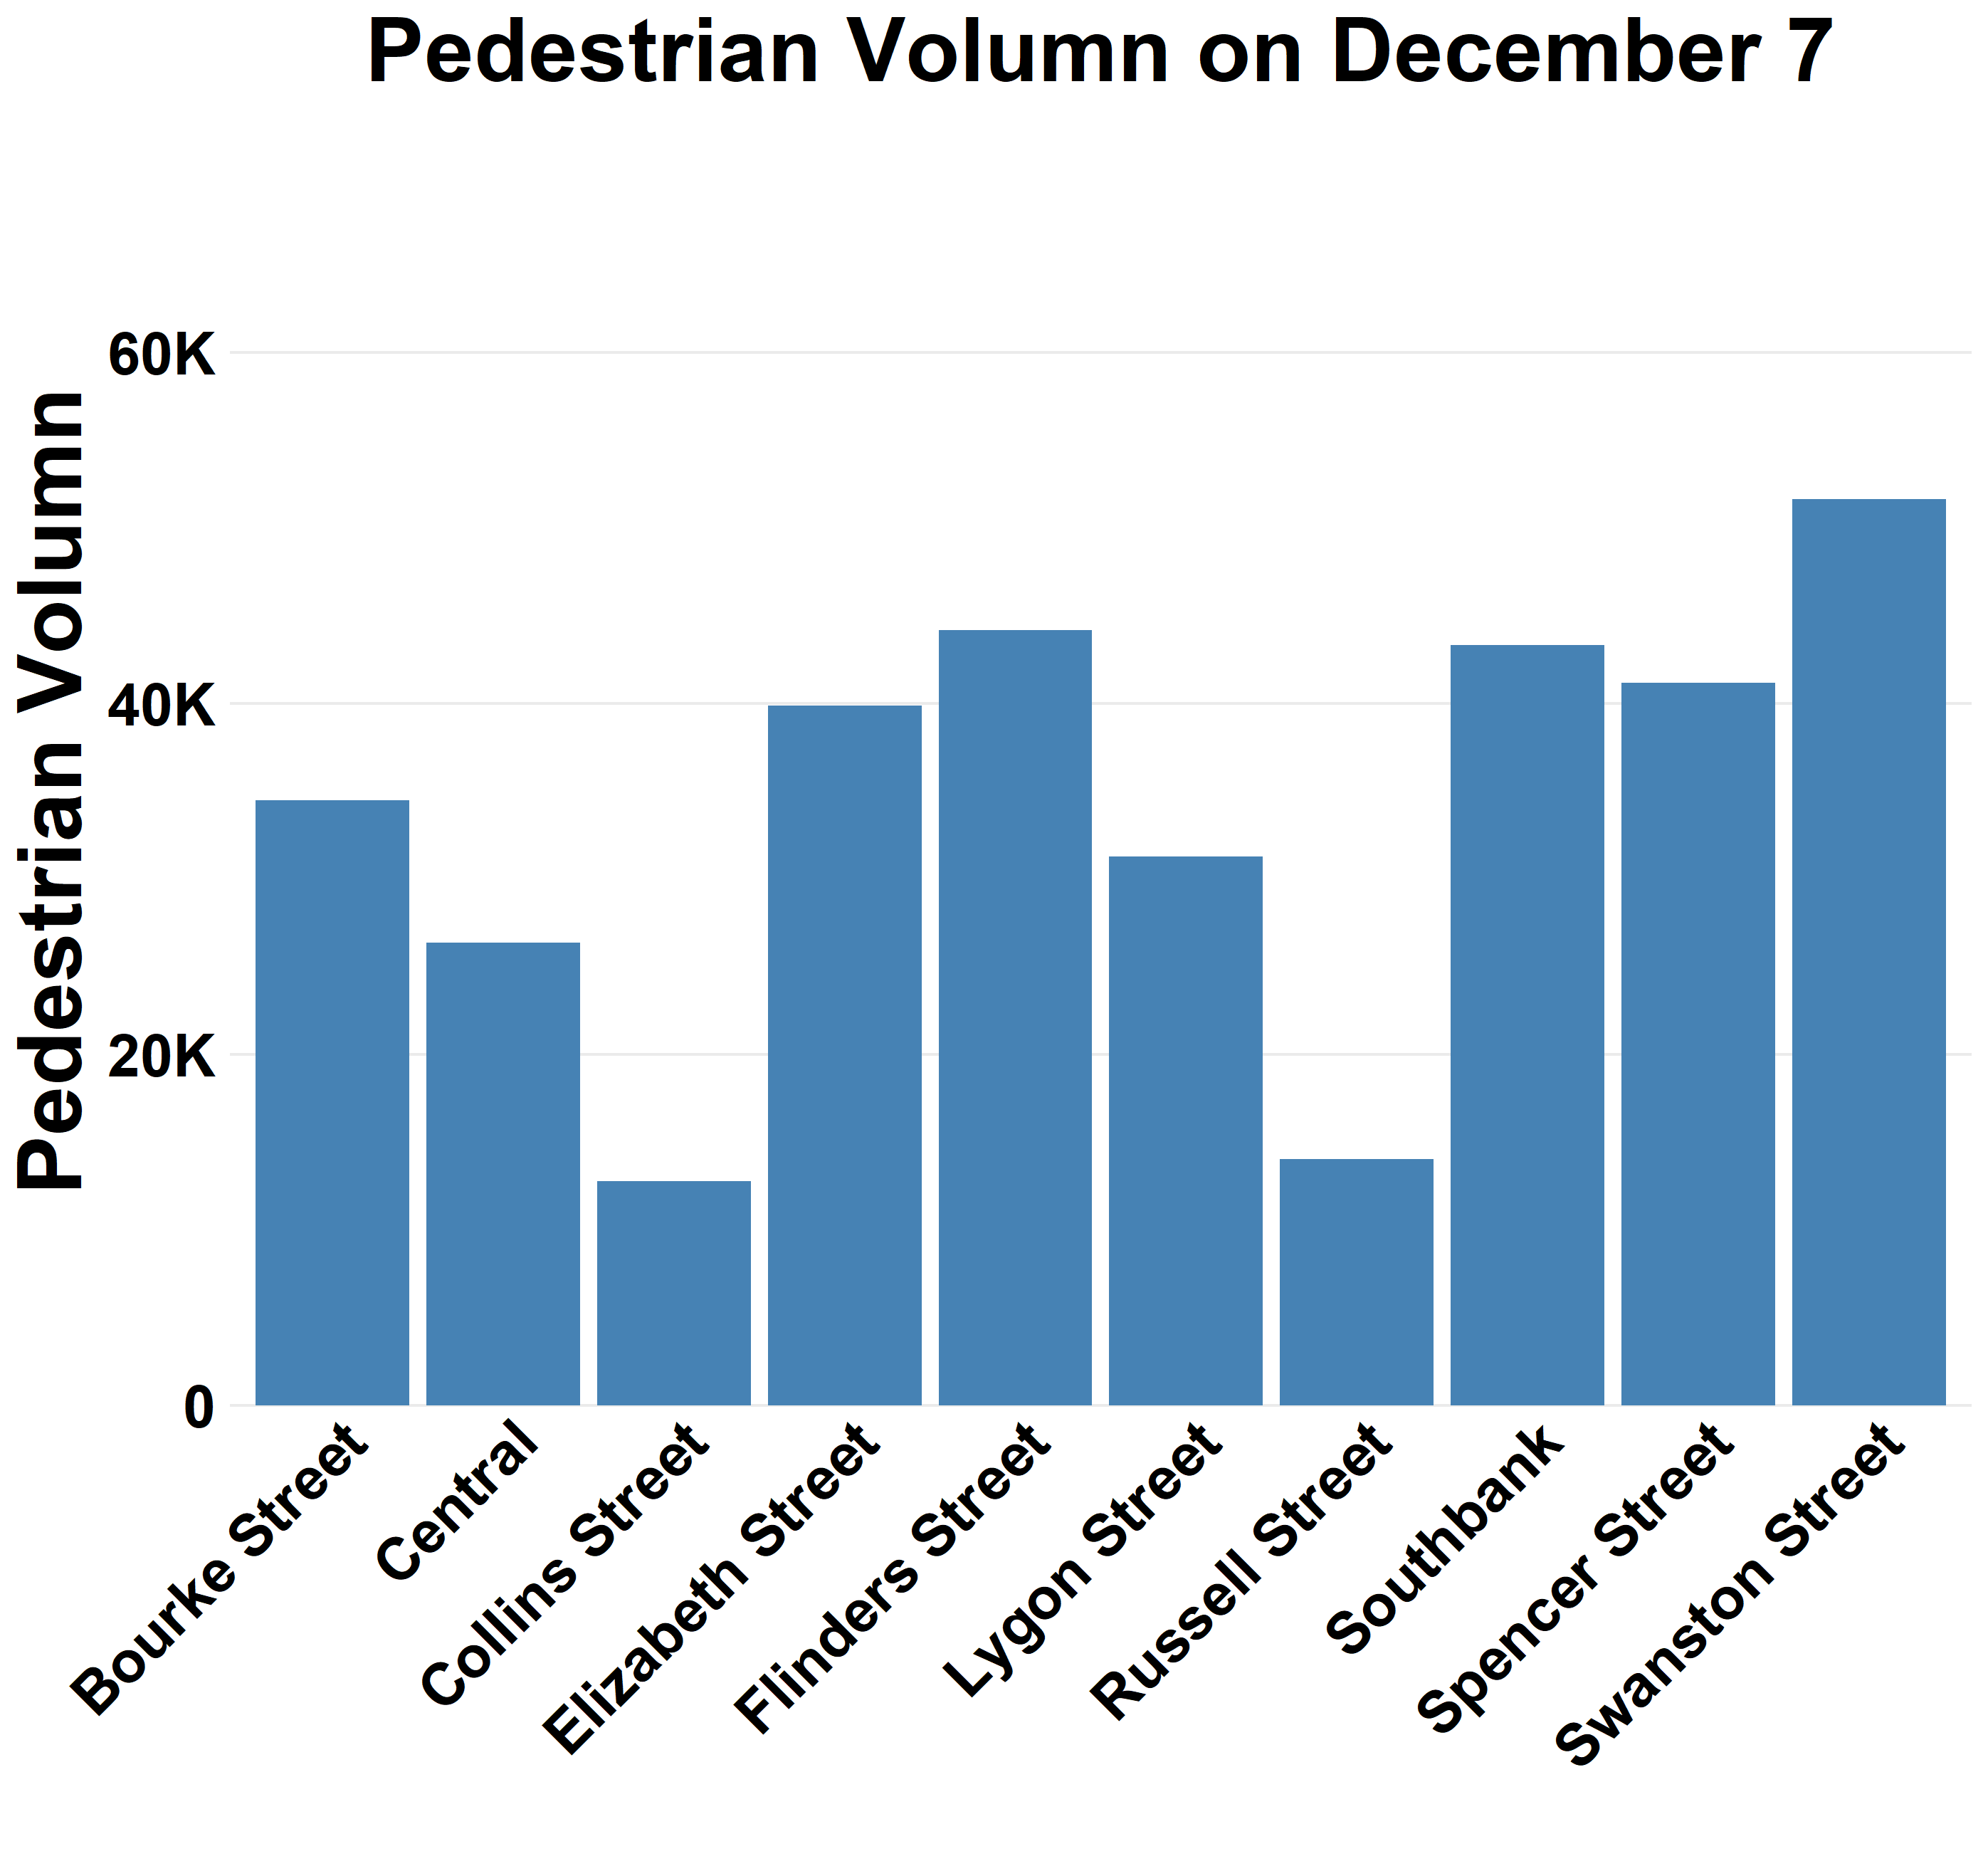 Pedestrian Volumn on December 7
Pedestrian Volumn
60K
40K
20K
0
Bourke Street
Central
Collins Street
Elizabeth Street
Flinders Street
Lygon Street
Russell Street
Southbank
Spencer Street
Swanston Street